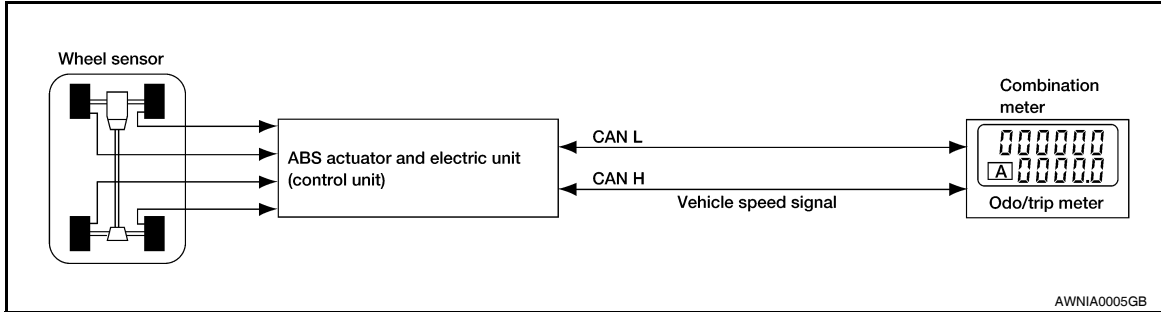 Wheel sensor
ABS actuator and electric unit
(control unit)
CAN L
CAN H
Vehicle speed signal
Combination
meter
000000
A 0000.0
Odo/trip meter
AWNIA0005GB